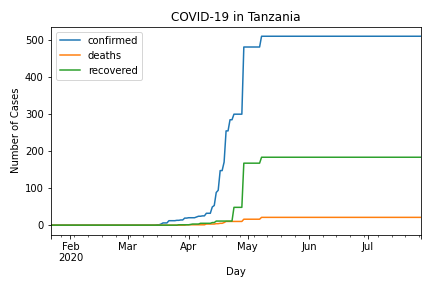 COVID-19 in Tanzania
confirmed
deaths
recovered
Number of Cases
500
400
300
200
100
0
Feb Mar Apr May Jun Jul
2020
Day